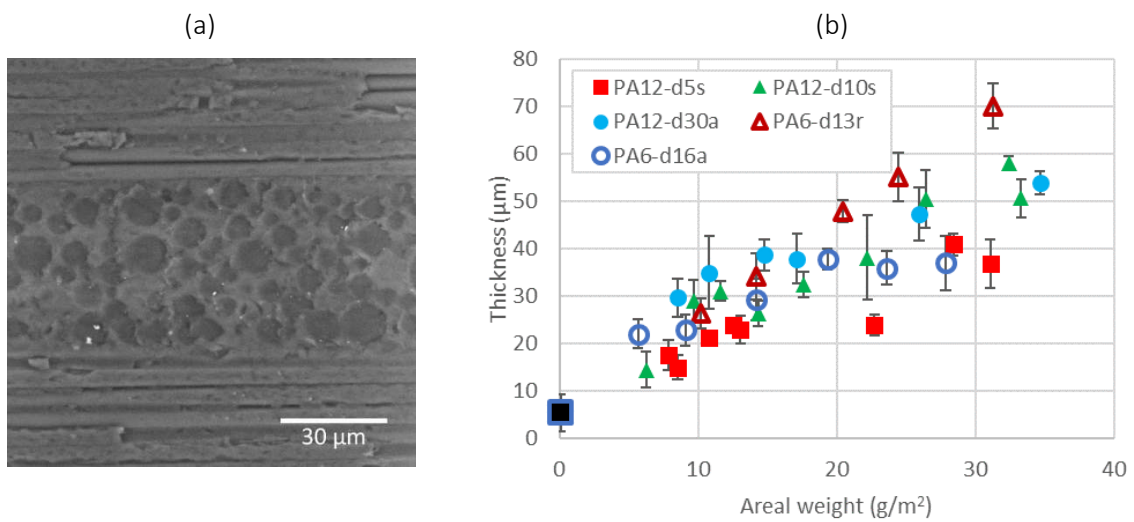 (a)
(b)
30 µm
Thickness (µm)
80
70
60
50
40
30
20
10
0
PA12-d5s
PA12-d10s
PA12-d30a
PA6-d13r
PA6-d16a
0
10
20
30
40
Areal weight (g/m²)